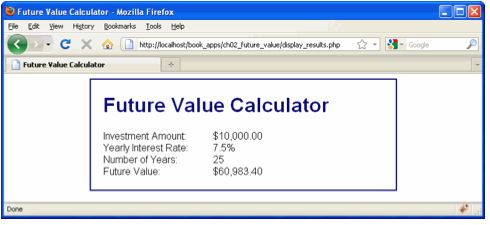 Future Value Calculator - Mozilla Firefox
File Edit View History Bookmarks Tools Help
http://localhost/book_apps/ch02_future_value/display_results.php Google
Future Value Calculator
Future Value Calculator
Investment Amount: $10,000.00
Yearly Interest Rate: 7.5%
Number of Years: 25
Future Value: $60,983.40
Done